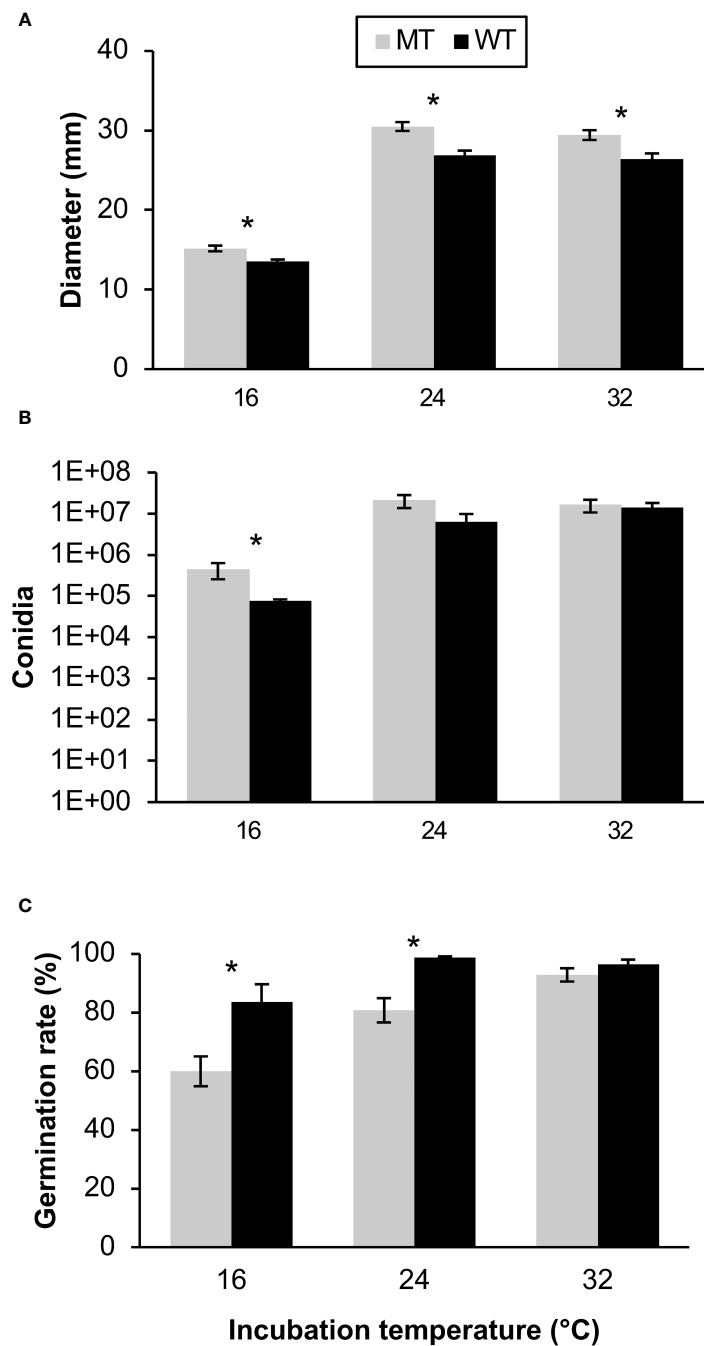 A
MT WT
40
30
20
10
0
Diameter (mm)
*
*
*
16 24 32
B
1E+08
1E+07
1E+06
1E+05
1E+04
1E+03
1E+02
1E+01
1E+00
Conidia
*
16 24 32
C
100
80
60
40
20
0
Germination rate (%)
*
*
16 24 32
Incubation temperature (°C)